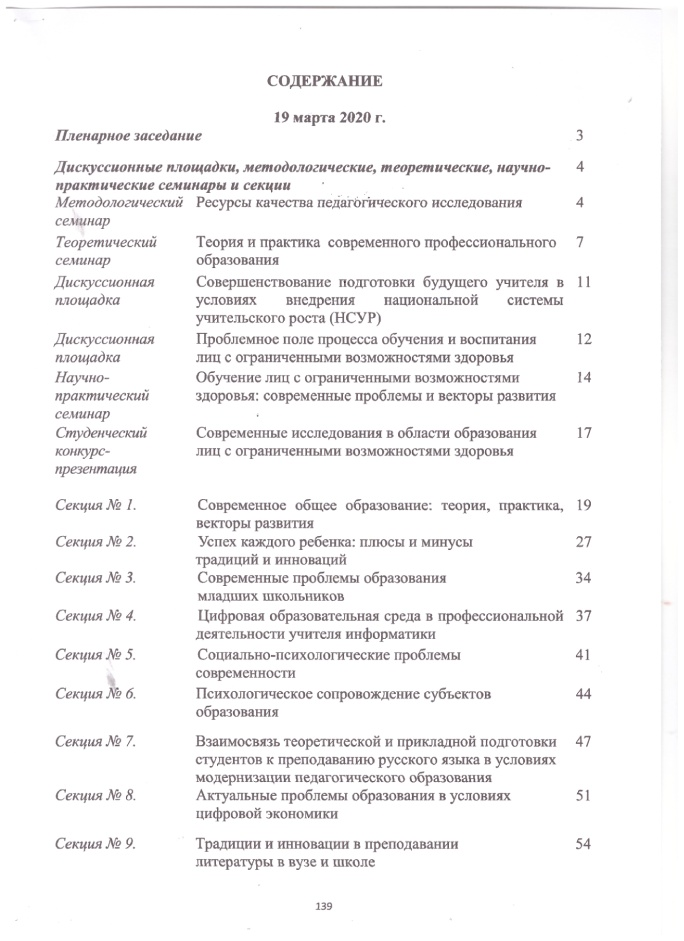 СОДЕРЖАНИЕ
19 марта 2020 г.
Пленарное заседание 3
Дискуссионные площадки, методологические, теоретические, научно- 4
практические семинары и секции
Методологический Ресурсы качества педагогического исследования 4
семинар
Теоретический Теория и практика современного профессионального 7
семинар образования
Дискуссионная Совершенствование подготовки будущего учителя в 11
площадка условиях внедрения национальной системы
учительского роста (НСУР)
Дискуссионная Проблемное поле процесса обучения и воспитания 12
площадка лиц с ограниченными возможностями здоровья
Научно- Обучение лиц с ограниченными возможностями 14
практический здоровья: современные проблемы и векторы развития
семинар
Студенческий Современные исследования в области образования 17
конкурс- лиц с ограниченными возможностями здоровья
презентация
Секция № 1. Современное общее образование: теория, практика, 19
векторы развития
Секция № 2. Успех каждого ребенка: плюсы и минусы 27
традиций и инноваций
Секция № 3. Современные проблемы образования 34
младших школьников
Секция № 4. Цифровая образовательная среда в профессиональной 37
деятельности учителя информатики
Секция № 5. Социально-психологические проблемы 41
современности
Секция № 6. Психологическое сопровождение субъектов 44
образования
Секция № 7. Взаимосвязь теоретической и прикладной подготовки 47
студентов к преподаванию русского языка в условиях
модернизации педагогического образования
Секция № 8. Актуальные проблемы образования в условиях 51
цифровой экономики
Секция № 9. Традиции и инновации в преподавании 54
литературы в вузе и школе
139